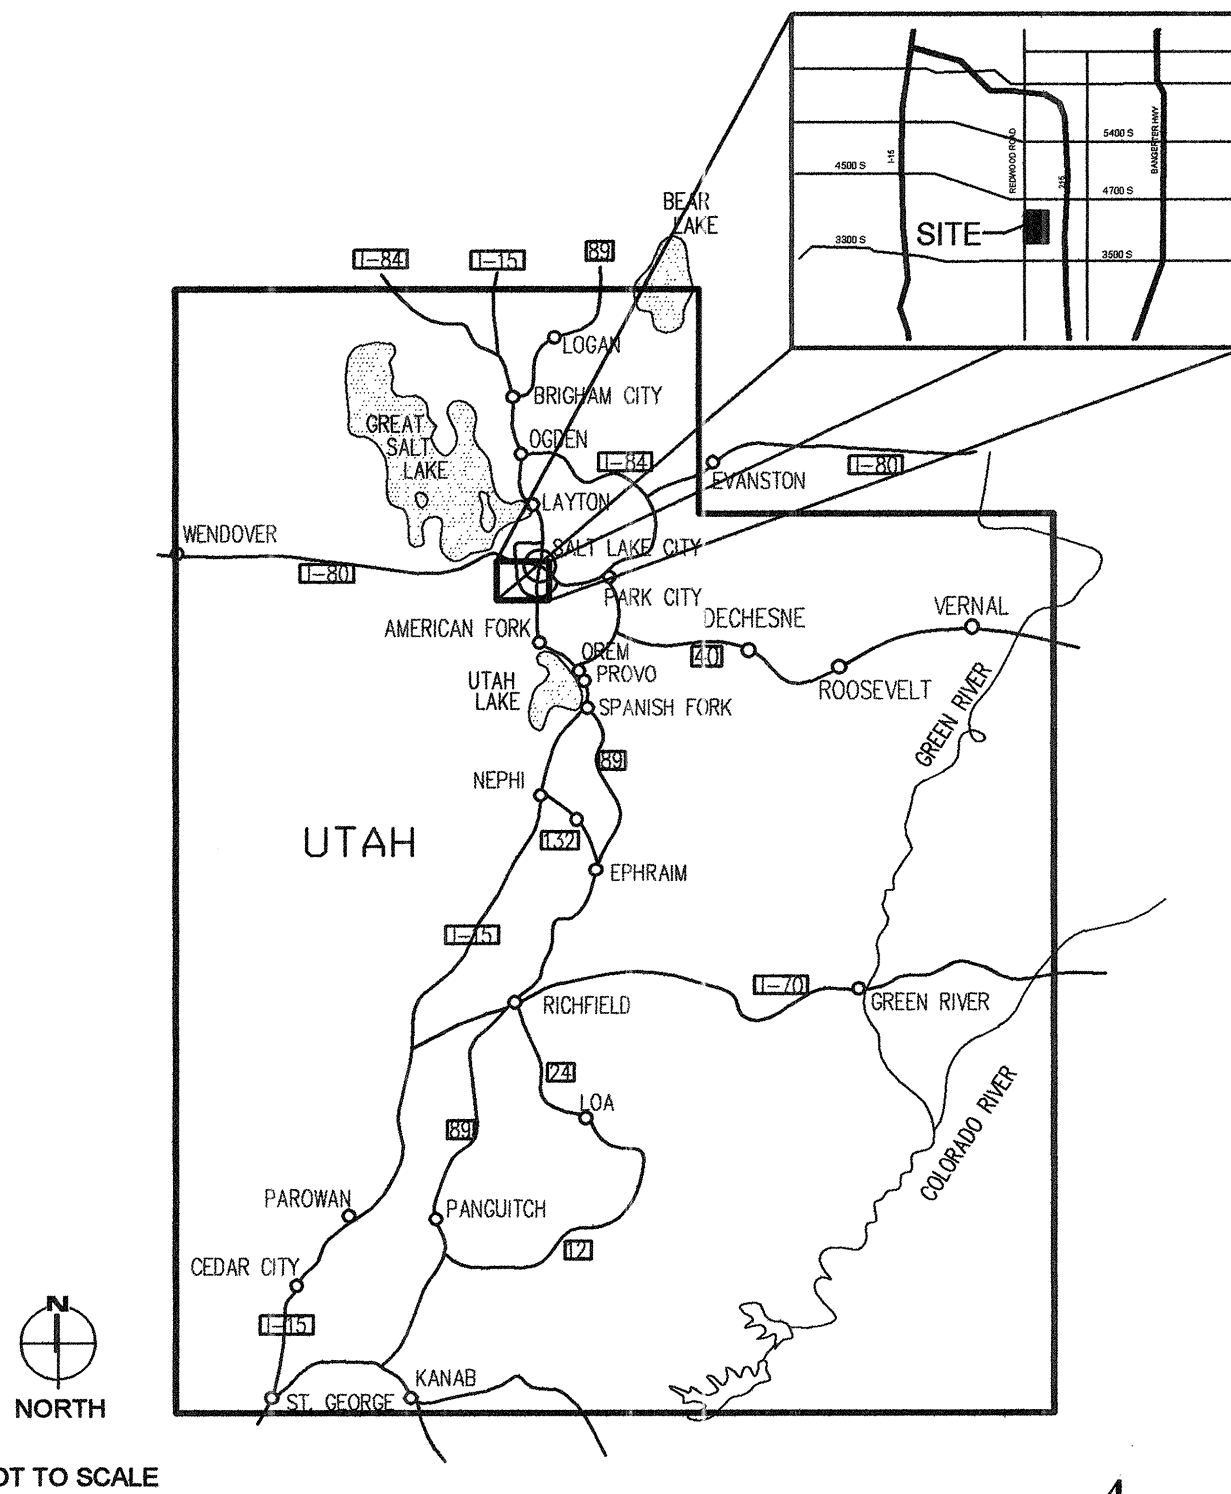 5400 S
I-15
REDWOOD ROAD
BANGERTER HWY
4500 S
215
4700 S
SITE
3300 S
3500 S
BEAR
LAKE
I-84
I-15
89
LOGAN
BRIGHAM CITY
GREAT
SALT
LAKE
OGDEN
I-84
I-80
EVANSTON
LAYTON
WENDOVER
SALT LAKE CITY
I-80
PARK CITY
AMERICAN FORK
DECHESNE
VERNAL
OREM
40
PROVO
ROOSEVELT
UTAH
LAKE
SPANISH FORK
GREEN RIVER
89
NEPHI
UTAH
132
EPHRAIM
I-15
I-70
RICHFIELD
GREEN RIVER
24
LOA
89
COLORADO RIVER
PAROWAN
PANGUITCH
12
CEDAR CITY
I-15
N
NORTH
KANAB
ST. GEORGE
OT TO SCALE